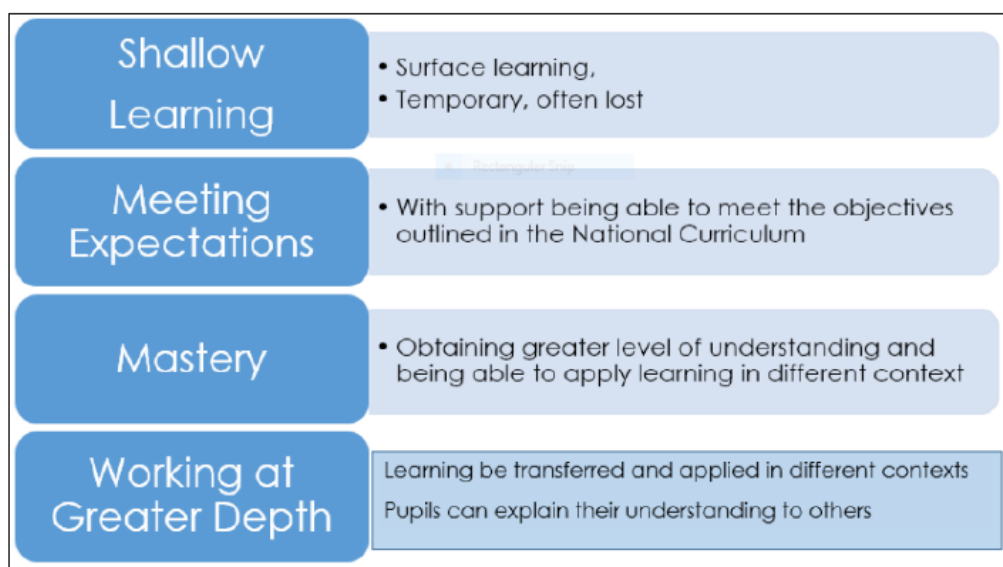 Shallow
Learning
• Surface learning,
• Temporary, often lost
Rectangular Snip
Meeting
Expectations
• With support being able to meet the objectives
outlined in the National Curriculum
Mastery
• Obtaining greater level of understanding and
being able to apply learning in different context
Working at
Greater Depth
Learning be transferred and applied in different contexts
Pupils can explain their understanding to others